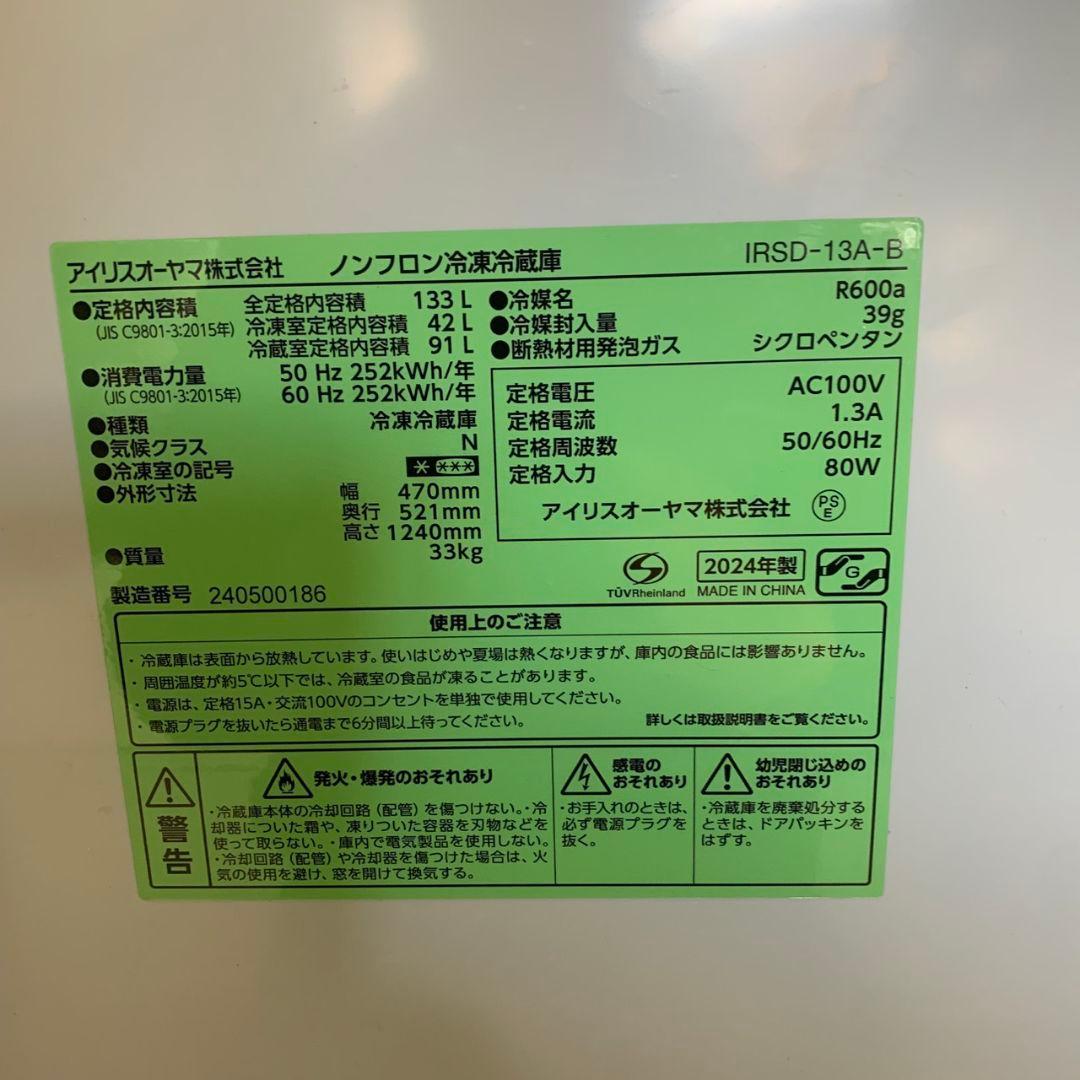 アイリスオーヤマ株式会社 ノンフロン冷凍冷蔵庫 IRSD-13A-B
●定格内容積 全定格内容積 133 L
(JIS C9801-3:2015年) 冷凍室定格内容積 42 L
冷蔵室定格内容積 91 L
●消費電力量 50 Hz 252kWh/年
(JIS C9801-3:2015年) 60 Hz 252kWh/年
●種類 冷凍冷蔵庫
●気候クラス N
●冷凍室の記号 * ***
●外形寸法 幅 470mm
奥行 521mm
高さ 1240mm
●質量 33kg
製造番号 240500186
●冷媒名 R600a
●冷媒封入量 39g
●断熱材用発泡ガス シクロペンタン
定格電圧 AC100V
定格電流 1.3A
定格周波数 50/60Hz
定格入力 80W
アイリスオーヤマ株式会社 PSE
TÜVRheinland
2024年製
MADE IN CHINA
G
使用上のご注意
・冷蔵庫は表面から放熱しています。使いはじめや夏場は熱くなりますが、庫内の食品には影響ありません。
・周囲温度が約5℃以下では、冷蔵室の食品が凍ることがあります。
・電源は、定格15A・交流100Vのコンセントを単独で使用してください。
・電源プラグを抜いたら通電まで6分間以上待ってください。 詳しくは取扱説明書をご覧ください。
警告
発火・爆発のおそれあり
・冷蔵庫本体の冷却回路（配管）を傷つけない。・冷
却器についた霜や、凍りついた容器を刃物などを
使って取らない。・庫内で電気製品を使用しない。
・冷却回路（配管）や冷却器を傷つけた場合は、火
気の使用を避け、窓を開けて換気する。
感電の
おそれあり
・お手入れのときは、
必ず電源プラグを
抜く。
幼児閉じ込めの
おそれあり
・冷蔵庫を廃棄処分する
ときは、ドアパッキンを
はずす。